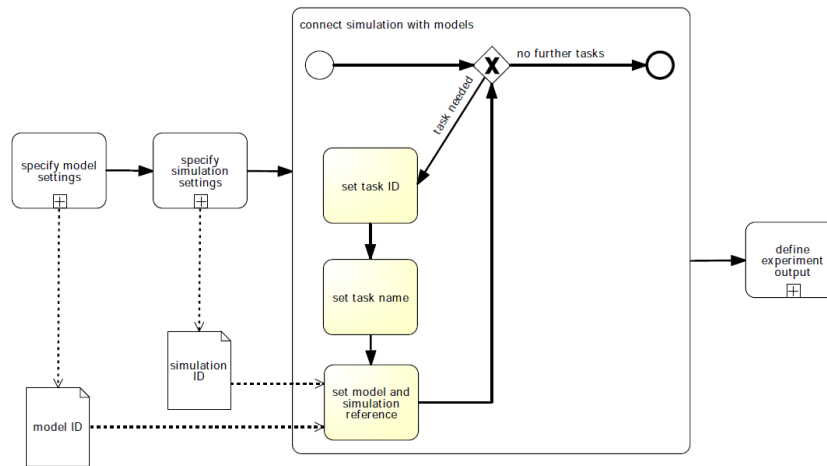 connect simulation with models
no further tasks
task needed
specify model
settings
specify
simulation
settings
set task ID
define
experiment
output
set task name
simulation
ID
set model and
simulation
reference
model ID